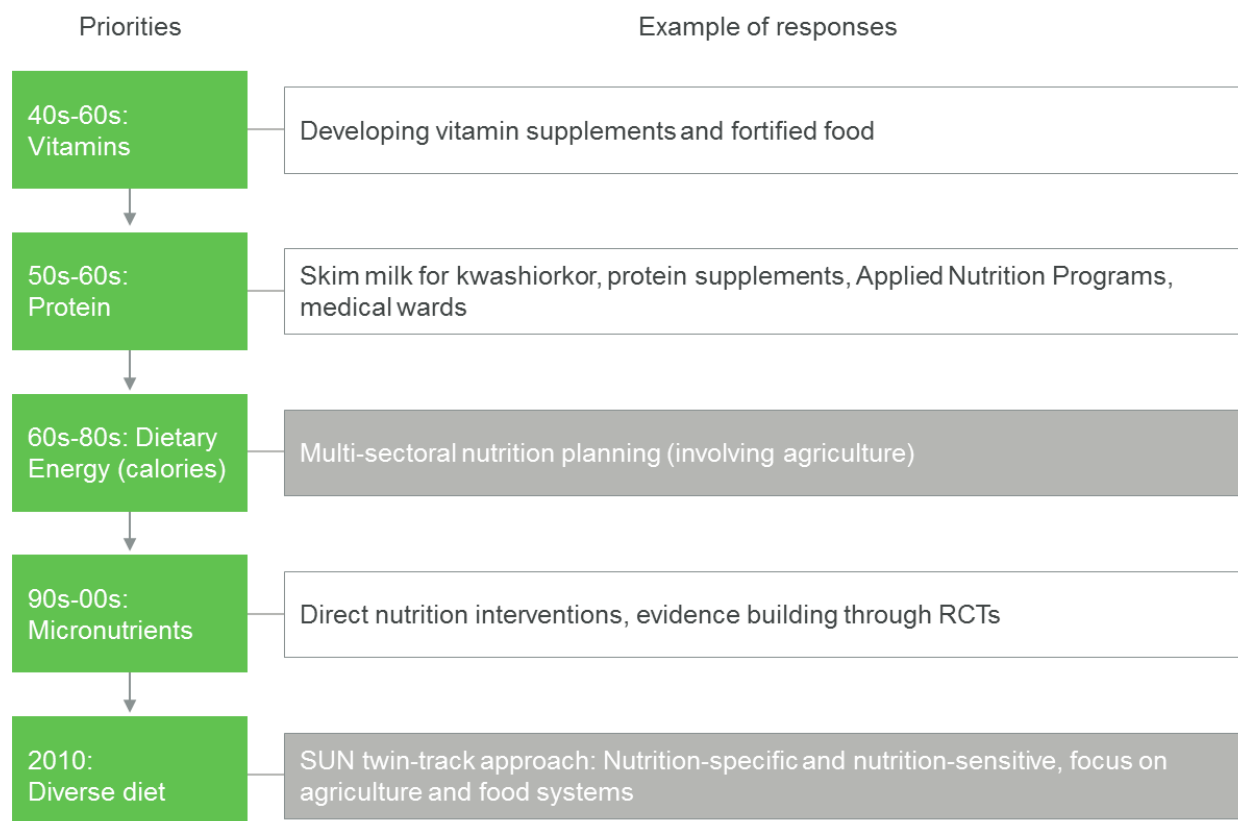 Priorities
Example of responses
40s-60s:
Vitamins
Developing vitamin supplements and fortified food
50s-60s:
Protein
Skim milk for kwashiorkor, protein supplements, Applied Nutrition Programs,
medical wards
60s-80s: Dietary
Energy (calories)
Multi-sectoral nutrition planning (involving agriculture)
90s-00s:
Micronutrients
Direct nutrition interventions, evidence building through RCTs
2010:
Diverse diet
SUN twin-track approach: Nutrition-specific and nutrition-sensitive, focus on
agriculture and food systems